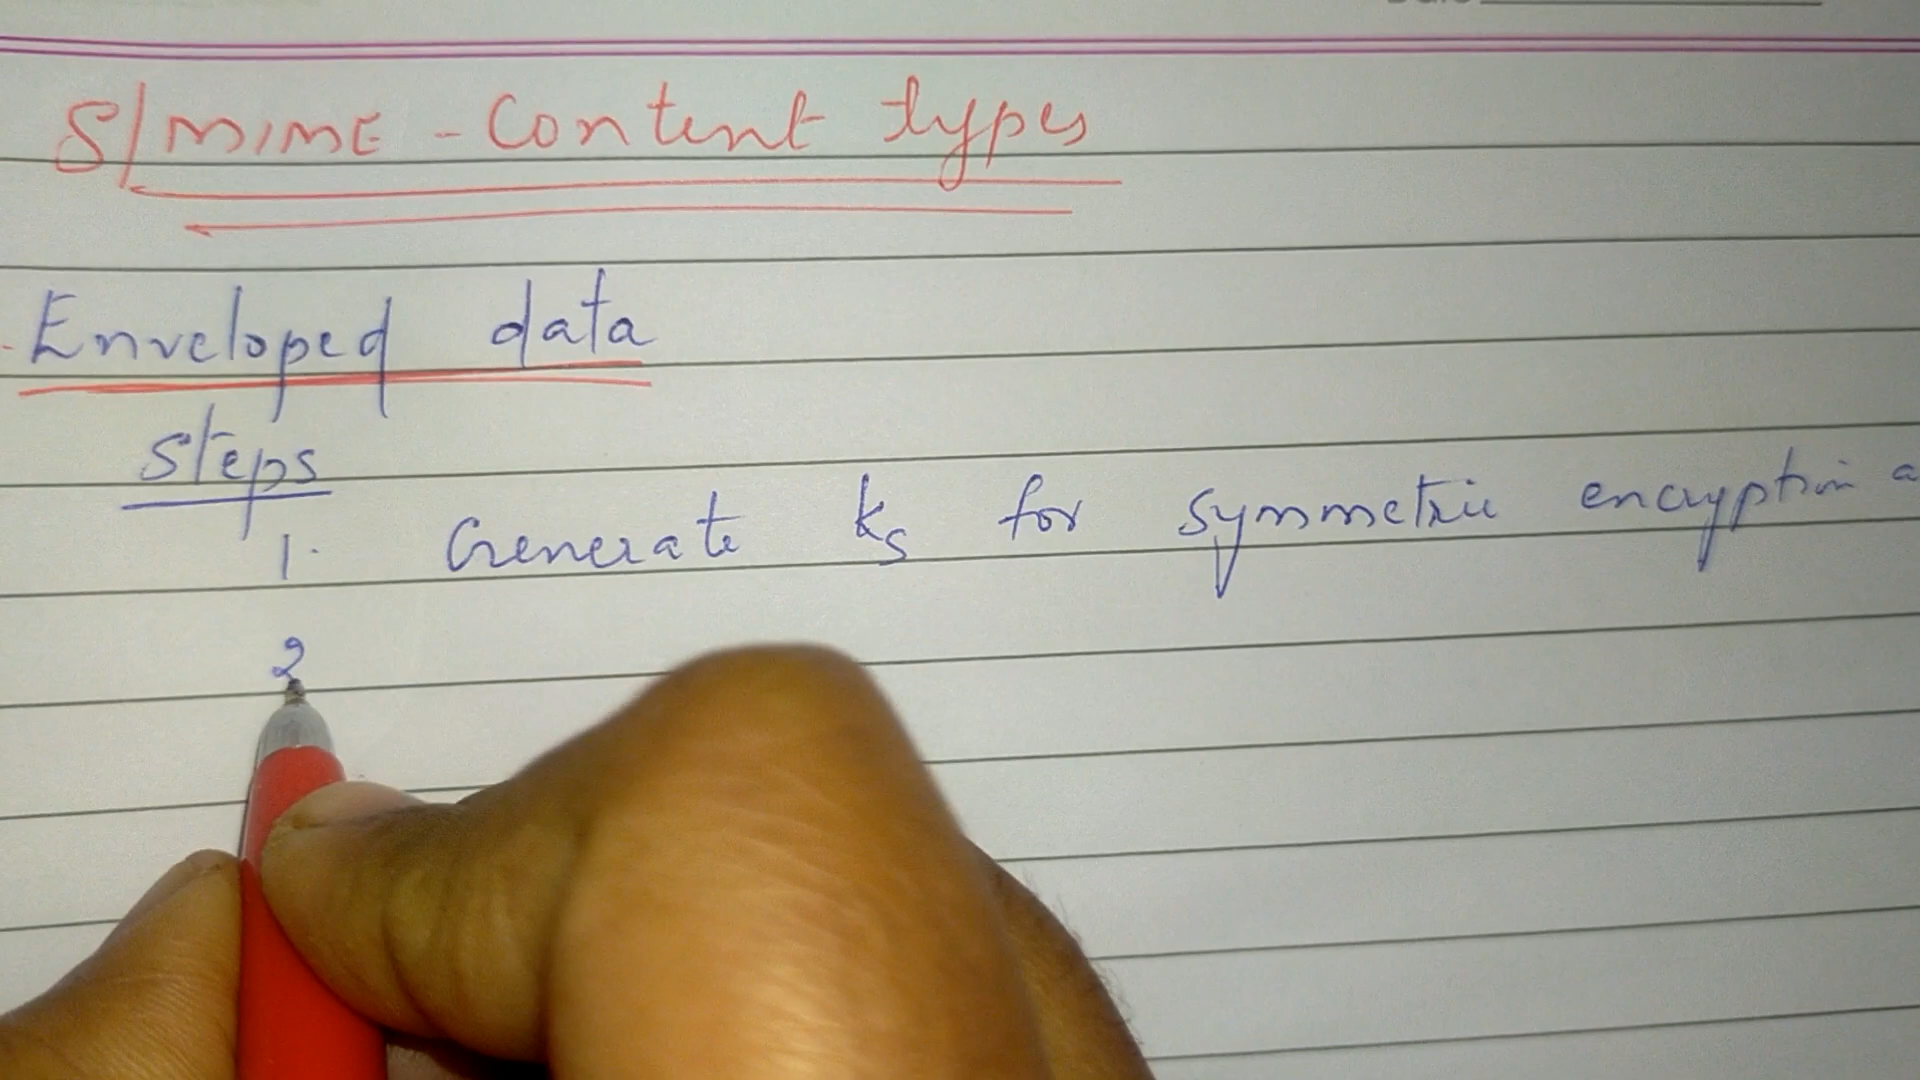 S/MIME - Content types
Enveloped data
Steps
1. Generate ks for symmetric encryption a
2